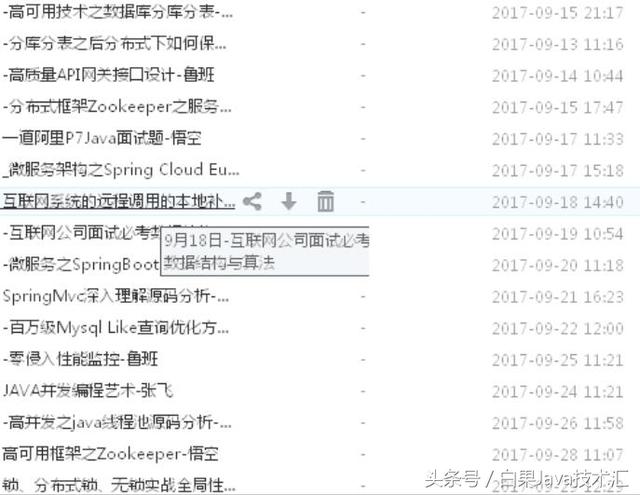 -高可用技术之数据库分库分表-... - 2017-09-15 21:17
-分库分表之后分布式下如何保... - 2017-09-13 11:16
-高质量API网关接口设计-鲁班 - 2017-09-14 10:44
-分布式框架Zookeeper之服务... - 2017-09-15 17:47
一道阿里P7Java面试题-悟空 - 2017-09-17 11:33
_微服务架构之Spring Cloud Eu... - 2017-09-17 15:18
互联网系统的远程调用的本地补... - 2017-09-18 14:40
-互联网公司面试必考数 - 2017-09-19 10:54
9月18日-互联网公司面试必考
数据结构与算法
-微服务之SpringBoot - 2017-09-20 11:18
SpringMvc深入理解源码分析-... - 2017-09-21 16:23
-百万级Mysql Like查询优化方... - 2017-09-22 12:00
-零侵入性能监控-鲁班 - 2017-09-25 11:21
JAVA并发编程艺术-张飞 - 2017-09-24 11:21
-高并发之java线程池源码分析-... - 2017-09-26 11:58
高可用框架之Zookeeper-悟空 - 2017-09-28 11:07
锁、分布式锁、无锁实战全局性...
头条号 / 白果Java技术汇